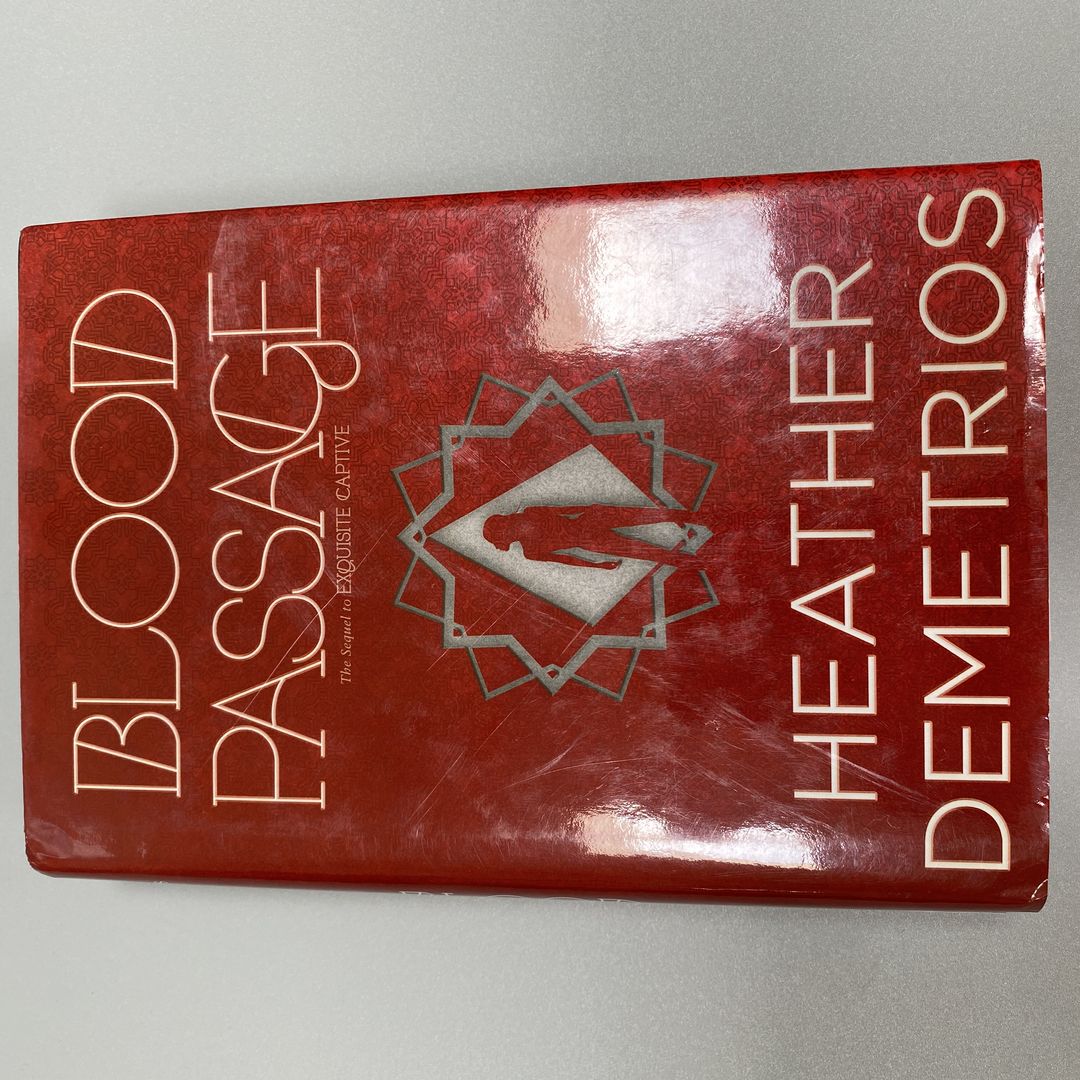 BLOOD
PASSAGE
The Sequel to EXQUISITE CAPTIVE
HEATHER
DEMETRIOS